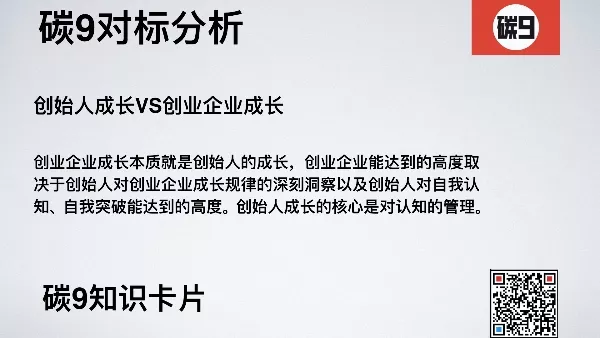 碳9对标分析
碳9
创始人成长VS创业企业成长
创业企业成长本质就是创始人的成长，创业企业能达到的高度取
决于创始人对创业企业成长规律的深刻洞察以及创始人对自我认
知、自我突破能达到的高度。创始人成长的核心是对认知的管理。
碳9知识卡片